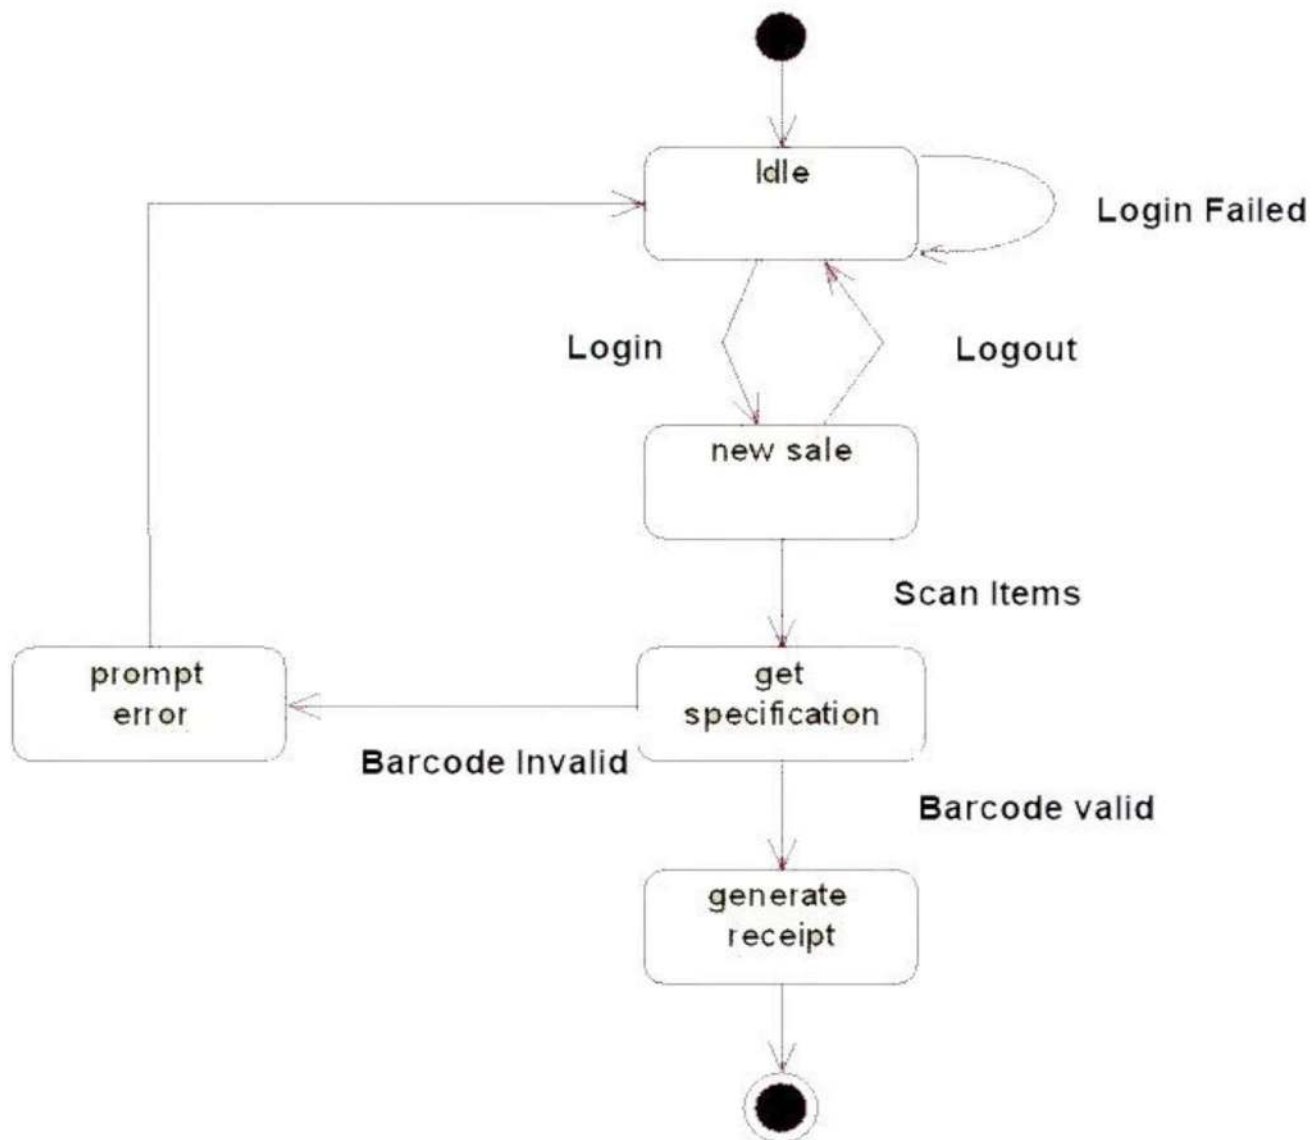 Idle
Login Failed
Login
Logout
new sale
Scan Items
prompt
error
get
specification
Barcode Invalid
Barcode valid
generate
receipt